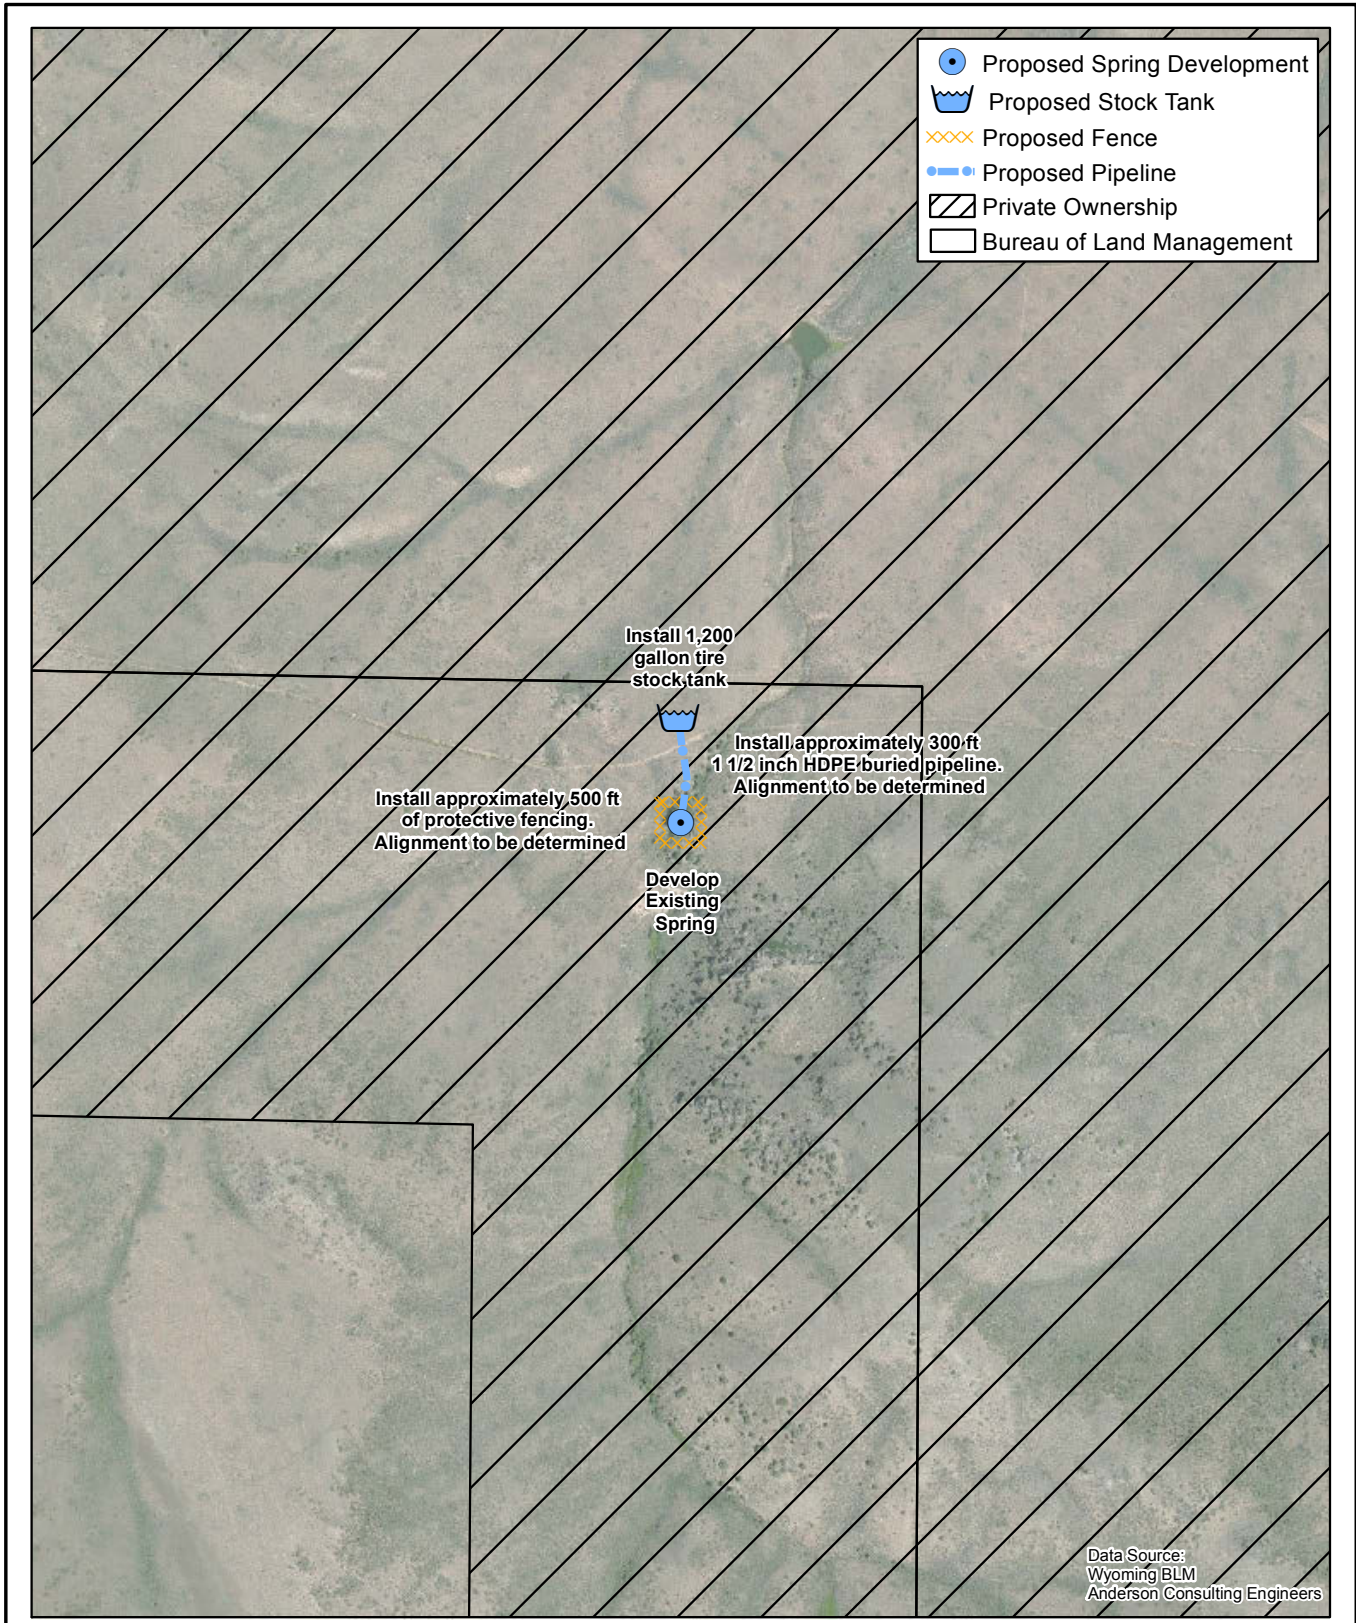 Proposed Spring Development
Proposed Stock Tank
Proposed Fence
Proposed Pipeline
Private Ownership
Bureau of Land Management
Install 1,200
gallon tire
stock tank
Install approximately 300 ft
1 1/2 inch HDPE buried pipeline.
Alignment to be determined
Install approximately 500 ft
of protective fencing.
Alignment to be determined
Develop
Existing
Spring
Data Source:
Wyoming BLM
Anderson Consulting Engineers